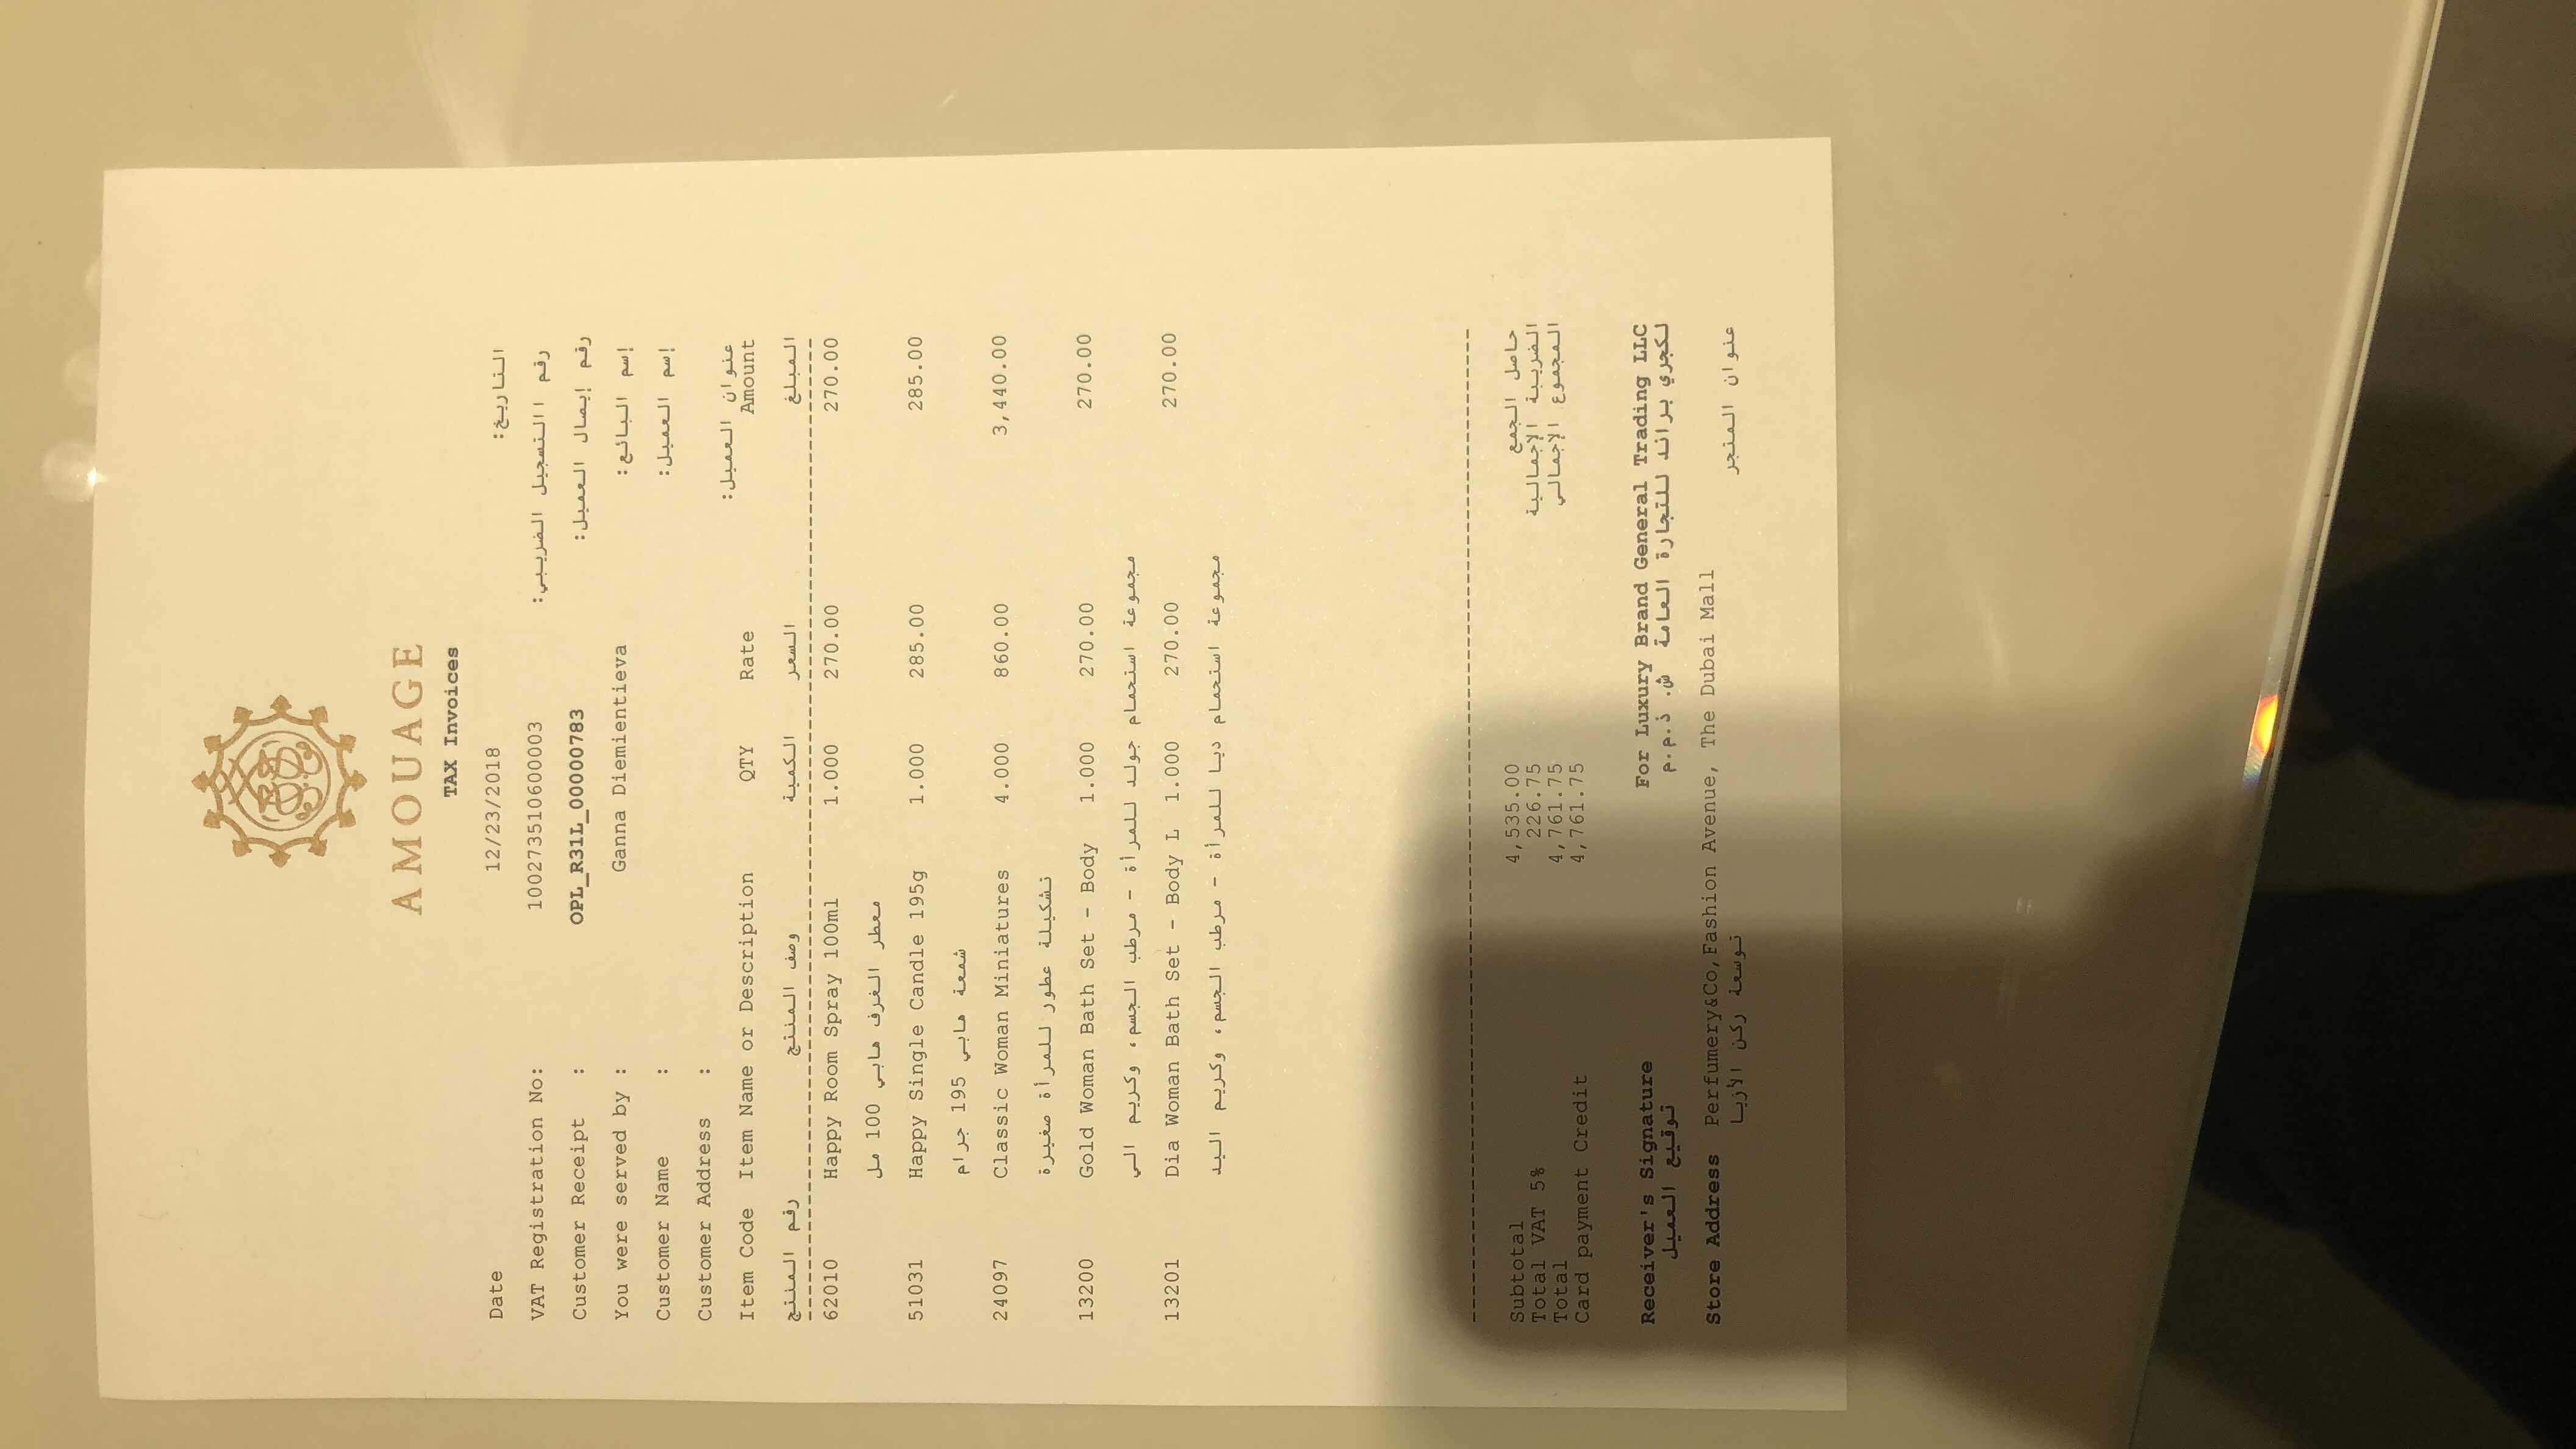 AMOUAGE
TAX Invoices
Date 12/23/2018 التاريخ:
VAT Registration No: 100273510600003 رقم االتسجيل الضريبي:
Customer Receipt : OPL_R31L_00000783 رقم إيصال العميل:
You were served by : Ganna Diemientieva إسم البائع:
Customer Name : إسم العميل:
Customer Address :
عنوان العميل:
Item Code Item Name or Description QTY Rate Amount
رقم المنتج وصف المنتج الكمية السعر المبلغ
62010 Happy Room Spray 100ml 1.000 270.00 270.00
معطر الغرف هابي 100 مل
51031 Happy Single Candle 195g 1.000 285.00 285.00
شمعة هابي 195 جرام
24097 Classic Woman Miniatures 4.000 860.00 3,440.00
تشكيلة عطور للمرأة صغيرة
13200 Gold Woman Bath Set - Body 1.000 270.00 270.00
مجموعة استحمام جولد للمرأة - مرطب الجسم، وكريم الي
13201 Dia Woman Bath Set - Body L 1.000 270.00 270.00
مجموعة استحمام ديا للمرأة - مرطب الجسم، وكريم اليد
Subtotal 4,535.00 حاصل الجمع
Total VAT 5% 226.75 الضريبة الإجمالية
Total 4,761.75 المجموع الإجمالي
Card payment Credit 4,761.75
Receiver's Signature For Luxury Brand General Trading LLC
توقيع العميل لكجري براند للتجارة العامة ش. ذ.م.م
Store Address Perfumery&Co,Fashion Avenue, The Dubai Mall
توسعة ركن الأزيا عنوان المتجر